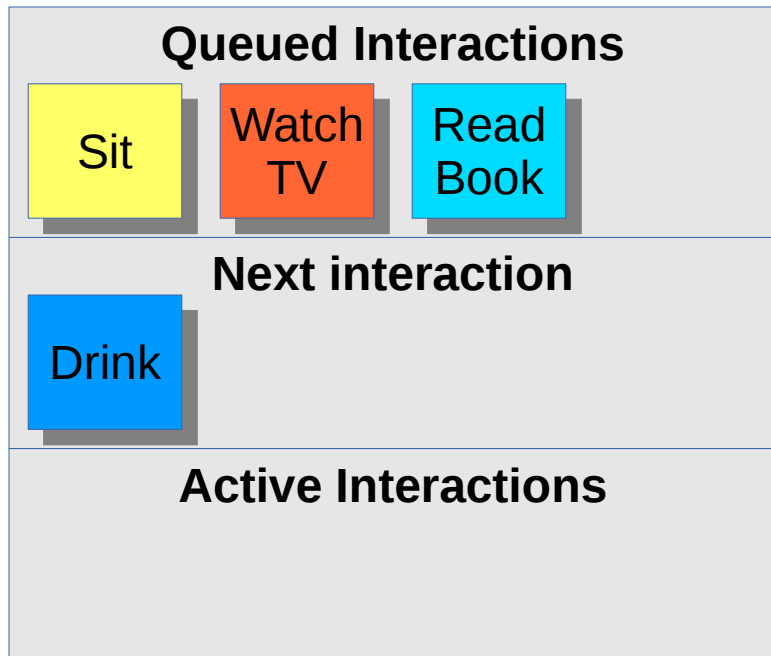 Queued Interactions
Sit
Watch
TV
Read
Book
Next interaction
Drink
Active Interactions